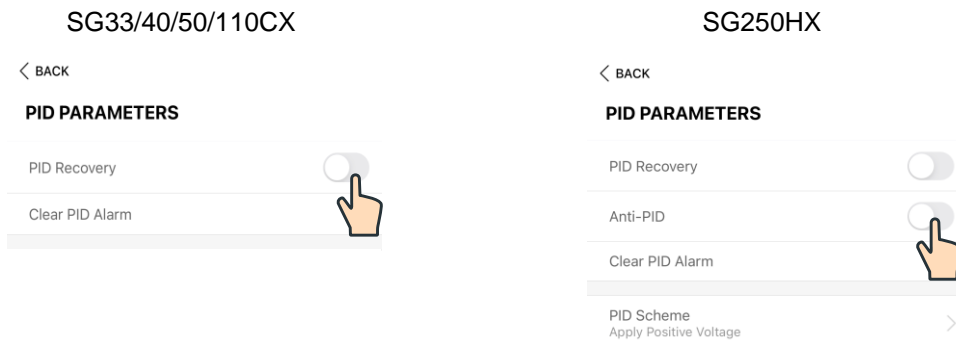 SG33/40/50/110CX
BACK
PID PARAMETERS
PID Recovery
Clear PID Alarm
SG250HX
BACK
PID PARAMETERS
PID Recovery
Anti-PID
Clear PID Alarm
PID Scheme
Apply Positive Voltage